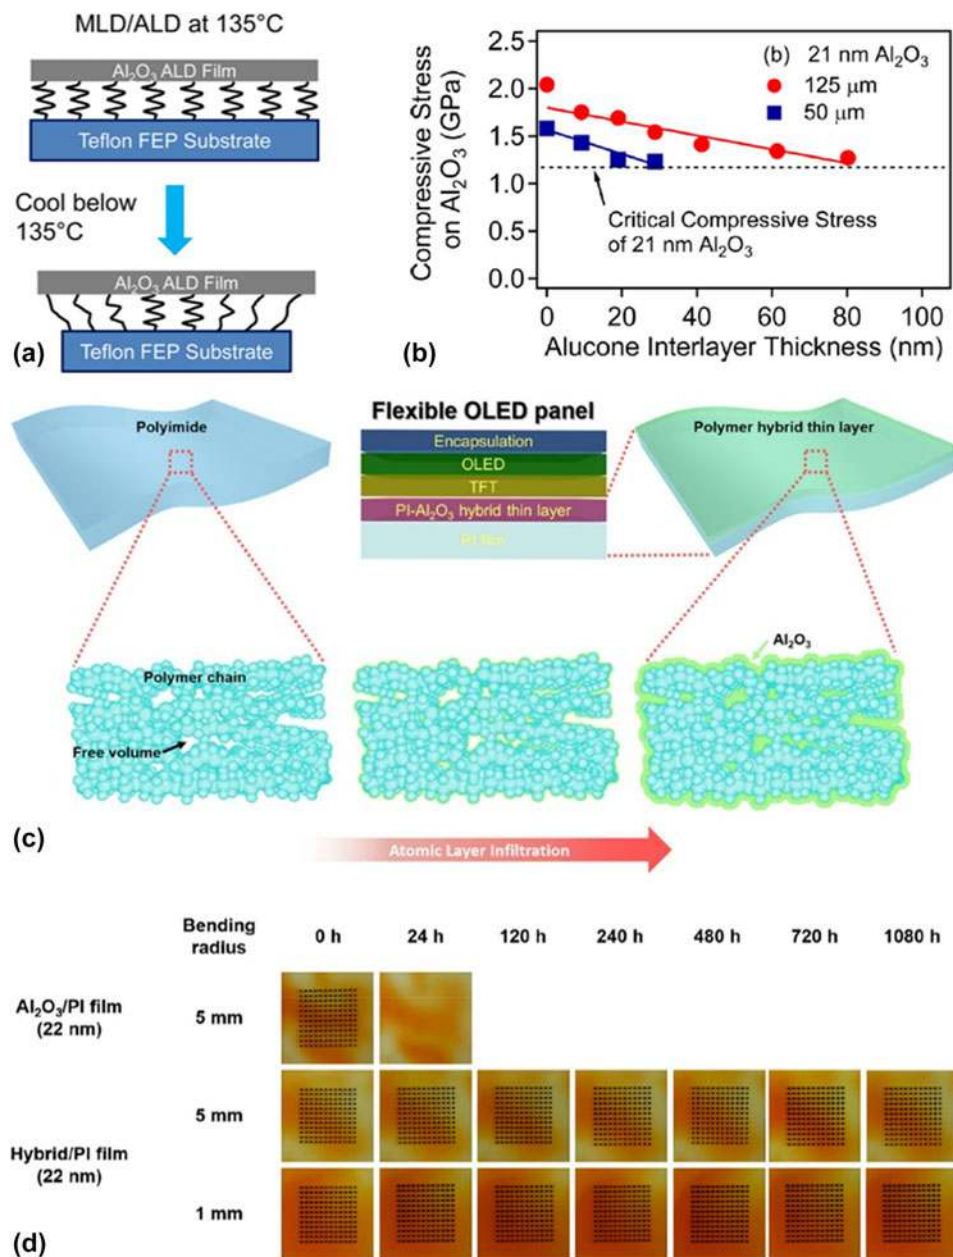 MLD/ALD at 135°C
Al₂O₃ ALD Film
Teflon FEP Substrate
Cool below
135°C
Al₂O₃ ALD Film
Teflon FEP Substrate
(a)
2.5
2.0
1.5
1.0
0.5
0.0
Compressive Stress
on Al₂O₃ (GPa)
(b) 21 nm Al₂O₃
125 μm
50 μm
Critical Compressive Stress
of 21 nm Al₂O₃
0 20 40 60 80 100
Alucone Interlayer Thickness (nm)
(b)
Polyimide
Flexible OLED panel
Encapsulation
OLED
TFT
PI-Al₂O₃ hybrid thin layer
PI film
Polymer hybrid thin layer
Polymer chain
Free volume
Al₂O₃
(c)
Atomic Layer Infiltration
Bending
radius
0 h 24 h 120 h 240 h 480 h 720 h 1080 h
Al₂O₃/PI film
(22 nm)
5 mm
5 mm
Hybrid/PI film
(22 nm)
1 mm
(d)